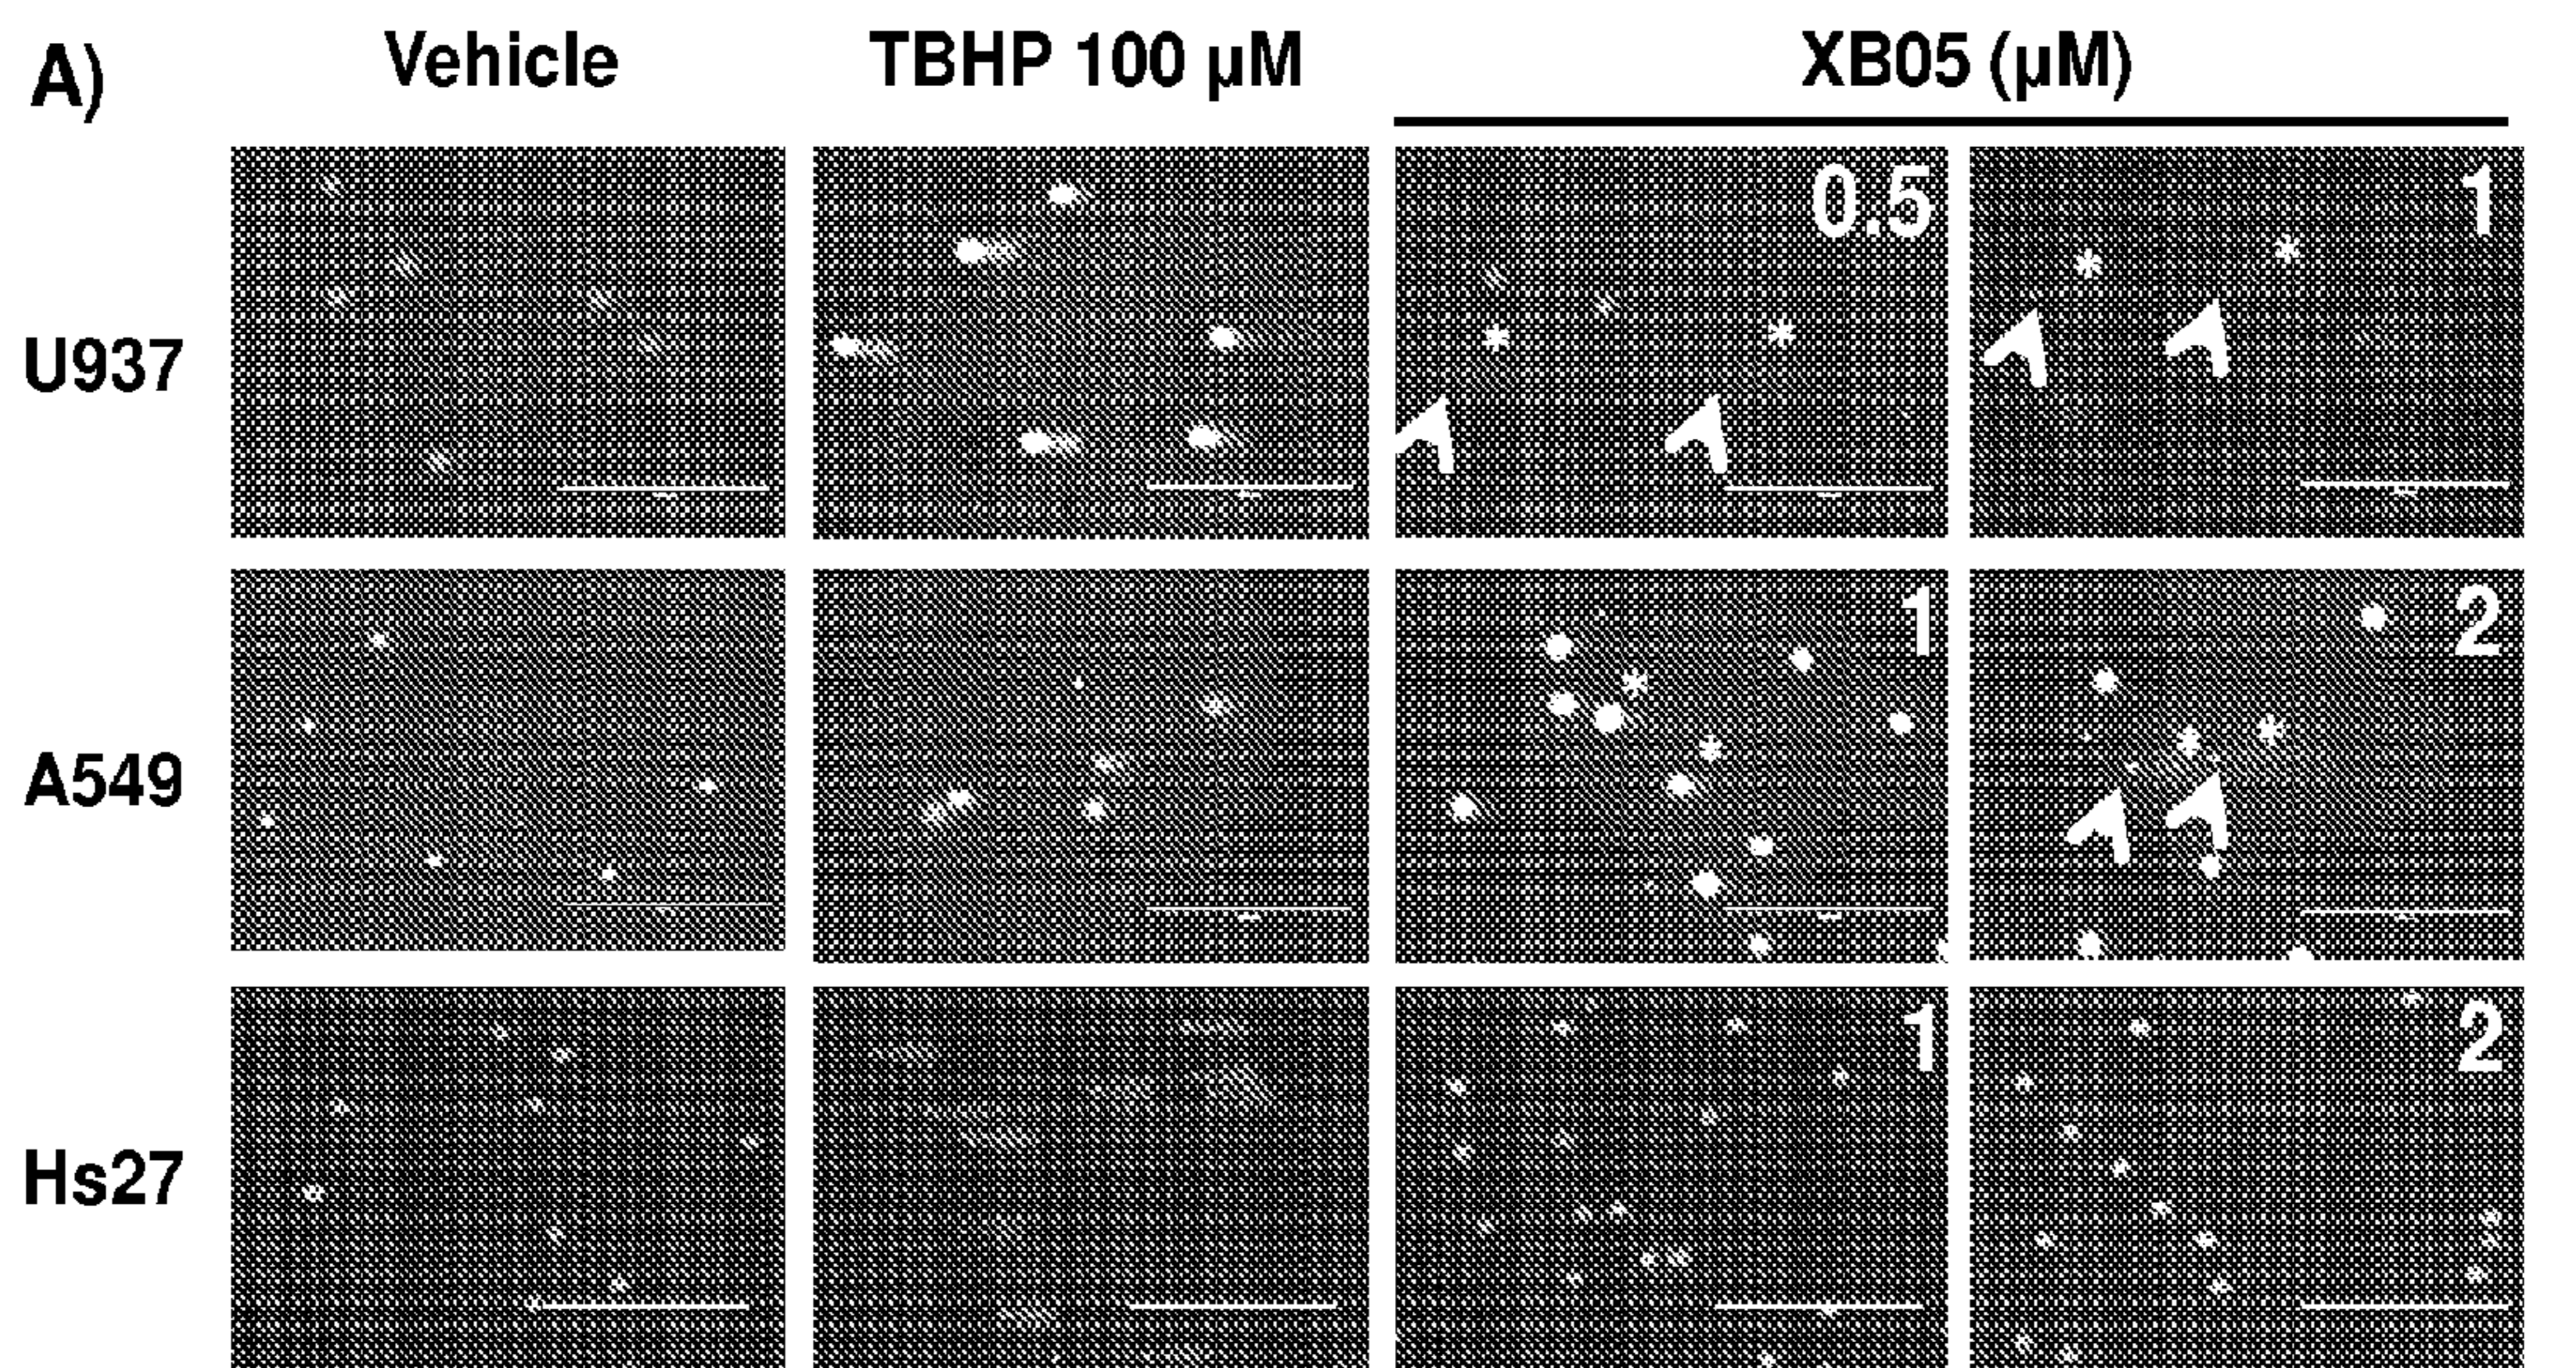 A)
Vehicle TBHP 100 µM XB05 (µM)
U937 0.5 1
A549 1 2
Hs27 1 2